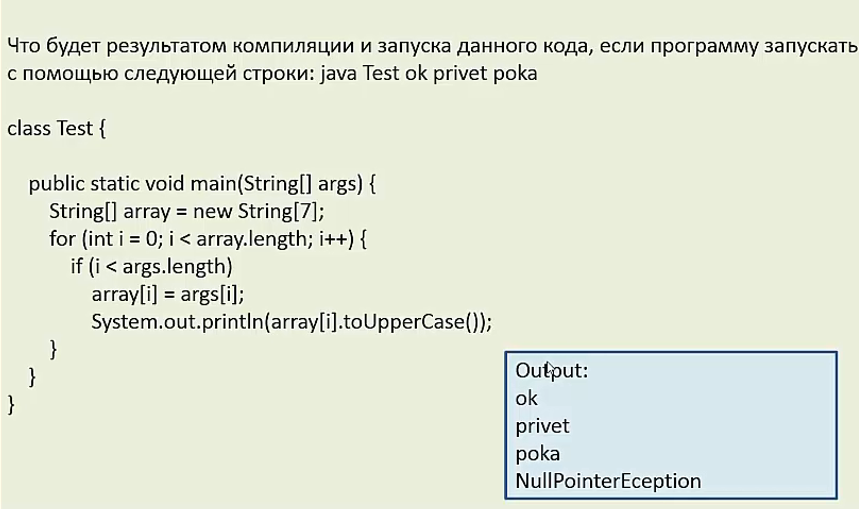 Что будет результатом компиляции и запуска данного кода, если программу запускать
с помощью следующей строки: java Test ok privet poka
class Test {
public static void main(String[] args) {
String[] array = new String[7];
for (int i = 0; i < array.length; i++) {
if (i < args.length)
array[i] = args[i];
System.out.println(array[i].toUpperCase());
}
}
}
Output:
ok
privet
poka
NullPointerEception